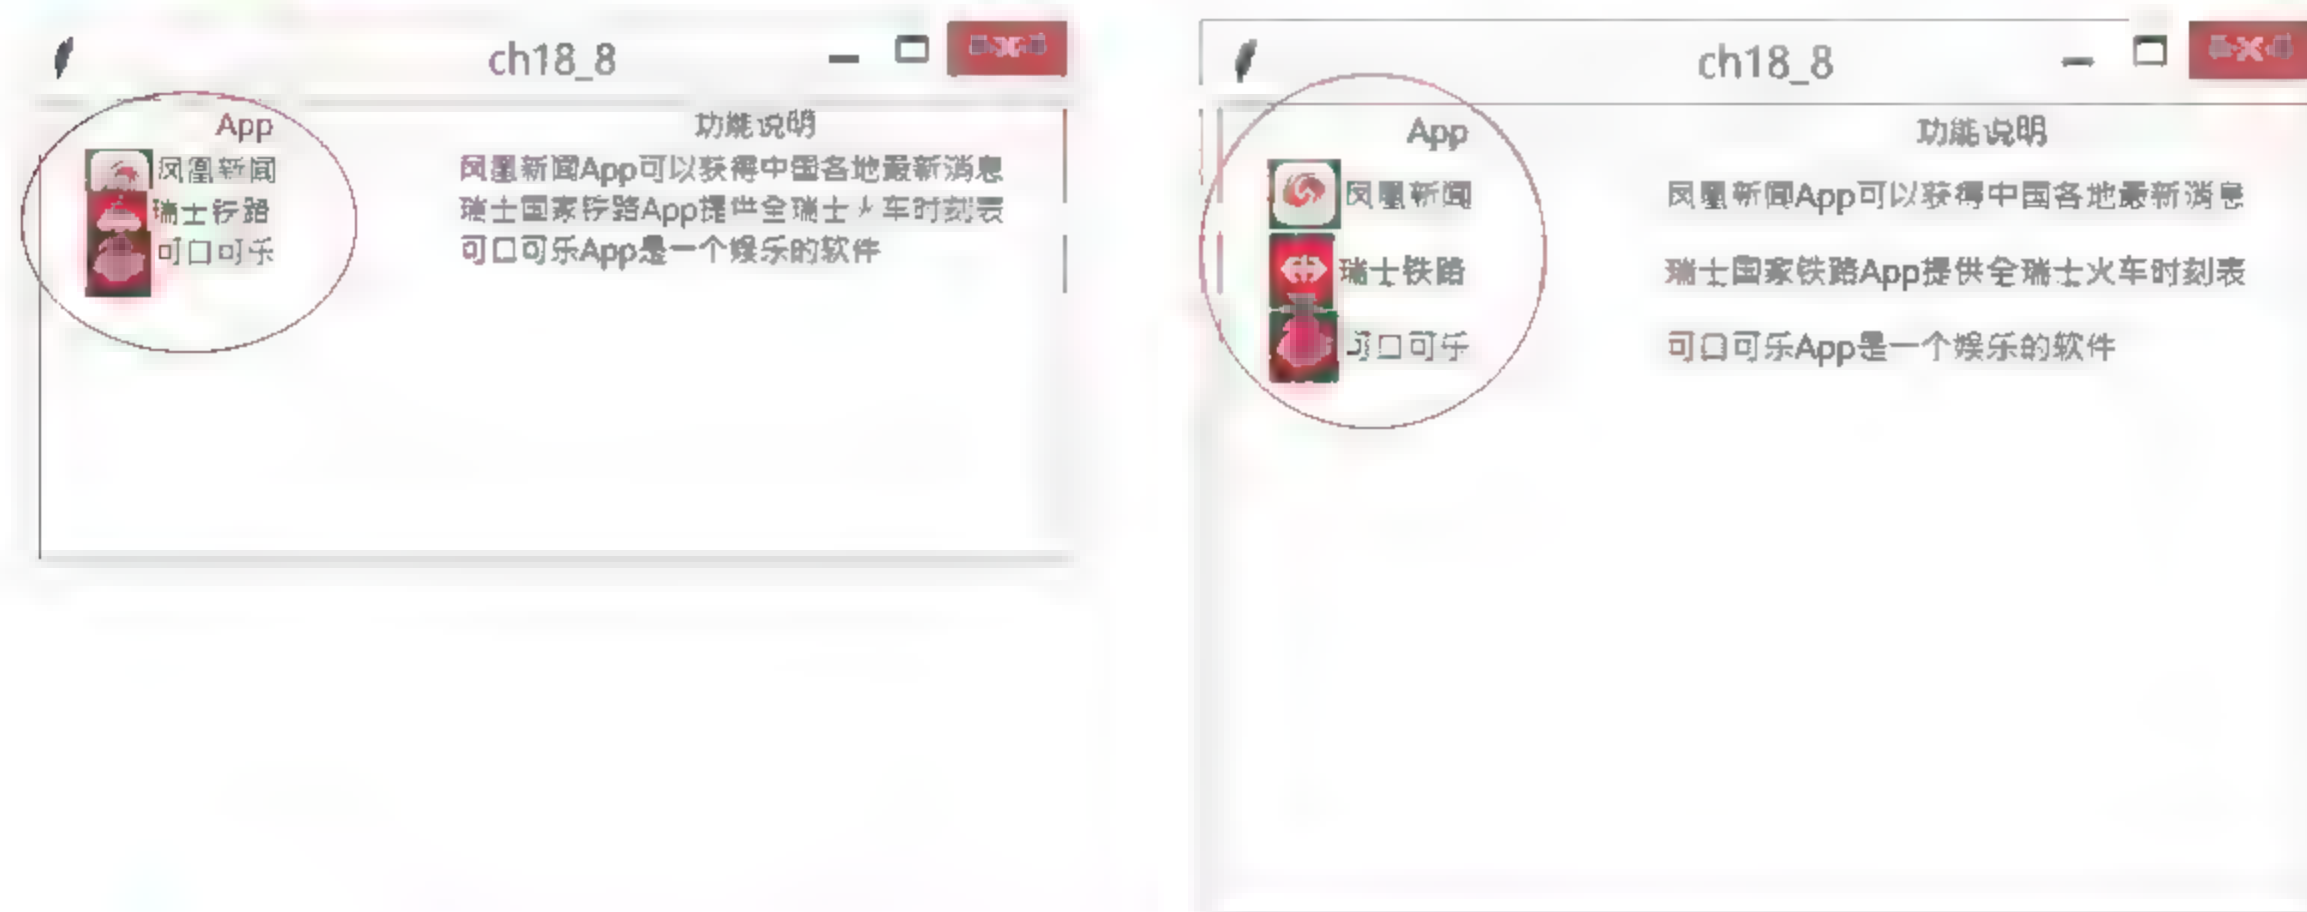 ch18_8
App 功能说明
凤凰新闻 凤凰新闻App可以获得中国各地最新消息
瑞士铁路 瑞士国家铁路App提供全瑞士火车时刻表
可口可乐 可口可乐App是一个娱乐的软件
ch18_8
App 功能说明
凤凰新闻 凤凰新闻App可以获得中国各地最新消息
瑞士铁路 瑞士国家铁路App提供全瑞士火车时刻表
可口可乐 可口可乐App是一个娱乐的软件